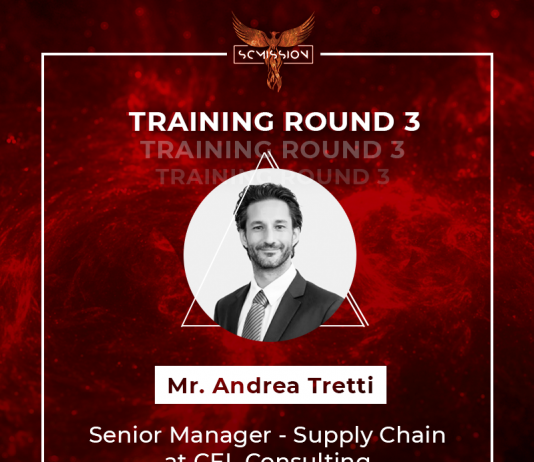 SCMISSION
TRAINING ROUND 3
TRAINING ROUND 3
TRAINING ROUND 3
Mr. Andrea Tretti
Senior Manager - Supply Chain
at CEL Consulting